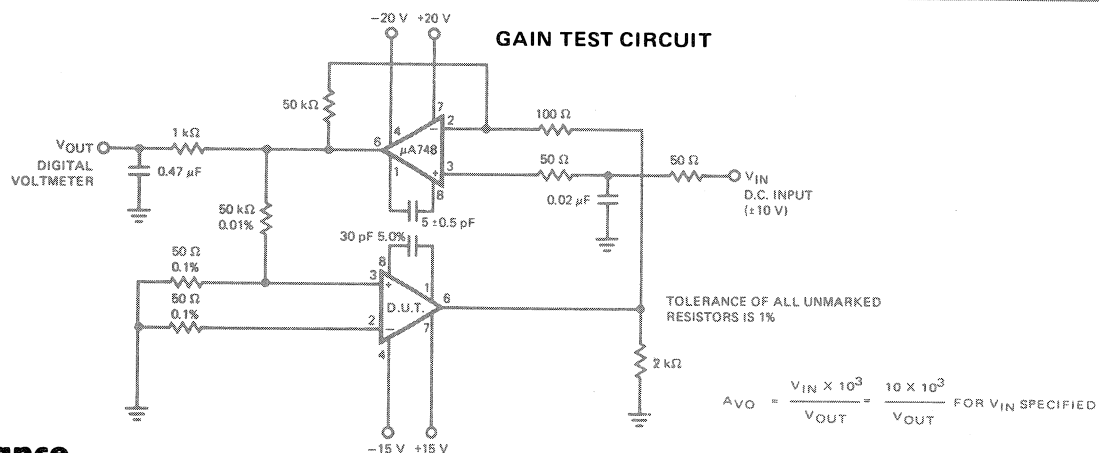 −20 V +20 V
GAIN TEST CIRCUIT
50 kΩ
7
4
2
−
100 Ω
VOUT
DIGITAL
VOLTMETER
1 kΩ
6
μA748
0.47 μF
3
+
1
8
50 Ω
50 Ω
VIN
D.C. INPUT
(±10 V)
0.02 μF
5 ±0.5 pF
50 kΩ
0.01%
30 pF 5.0%
50 Ω
0.1%
8
3
+
1
6
D.U.T.
50 Ω
0.1%
2
−
7
4
TOLERANCE OF ALL UNMARKED
RESISTORS IS 1%
2 kΩ
AVO = VIN X 10³ / VOUT = 10 X 10³ / VOUT FOR VIN SPECIFIED
−15 V +15 V